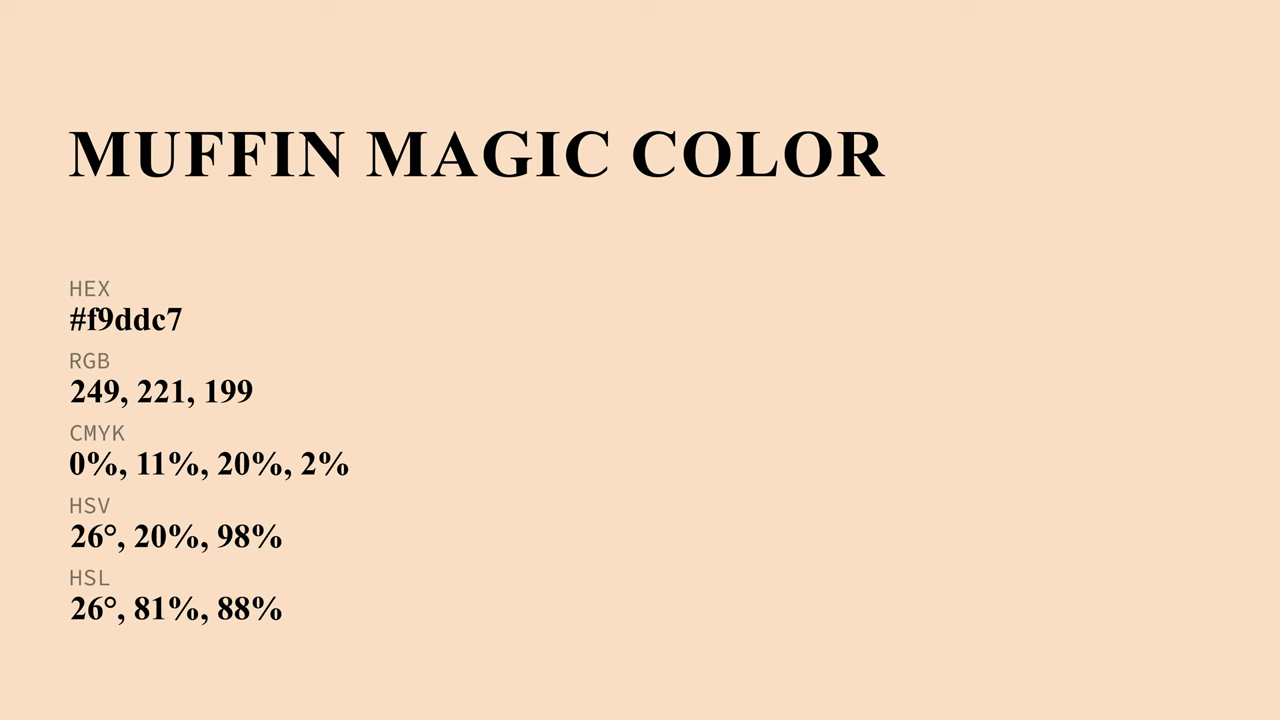 MUFFIN MAGIC COLOR
HEX
#f9ddc7
RGB
249, 221, 199
CMYK
0%, 11%, 20%, 2%
HSV
26°, 20%, 98%
HSL
26°, 81%, 88%